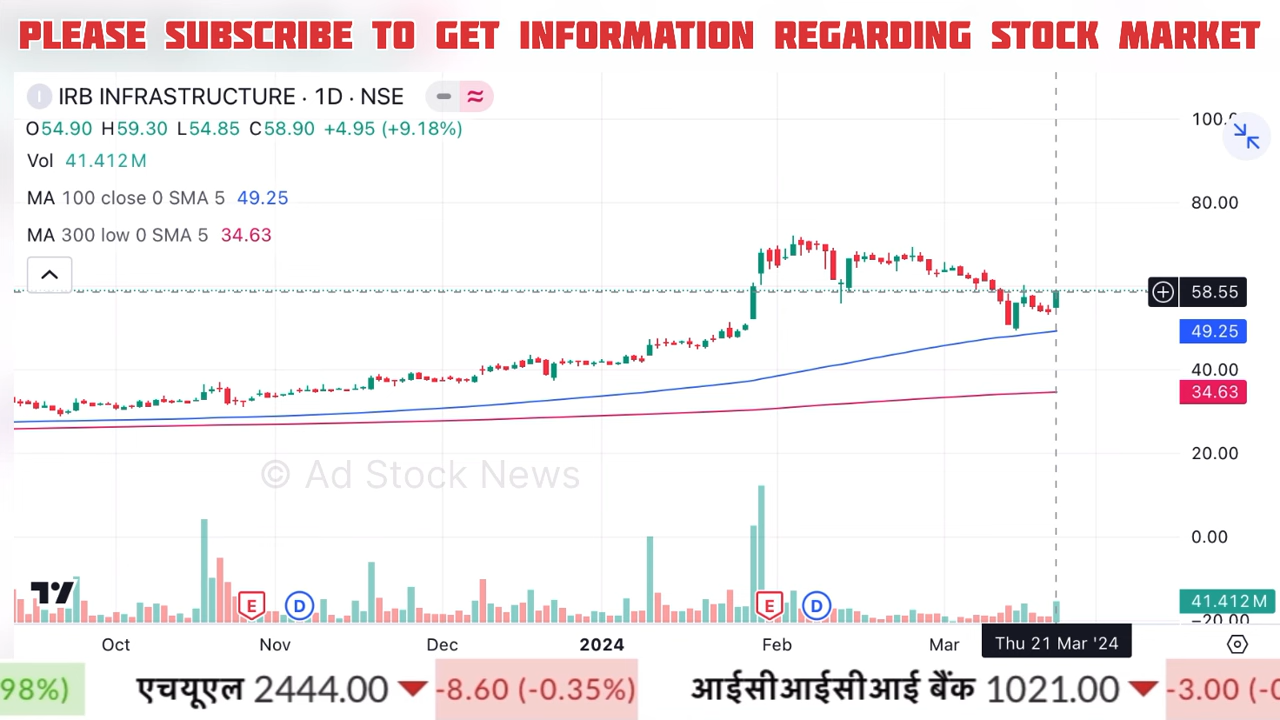 PLEASE SUBSCRIBE TO GET INFORMATION REGARDING STOCK MARKET
I IRB INFRASTRUCTURE · 1D · NSE
O54.90 H59.30 L54.85 C58.90 +4.95 (+9.18%)
Vol 41.412M
MA 100 close 0 SMA 5 49.25
MA 300 low 0 SMA 5 34.63
80.00
58.55
49.25
40.00
34.63
20.00
© Ad Stock News
0.00
41.412M
−20.00
E D E D
Oct Nov Dec 2024 Feb Mar Thu 21 Mar '24
98%) एचयूएल 2444.00 -8.60 (-0.35%) आईसीआईसीआई बैंक 1021.00 -3.00